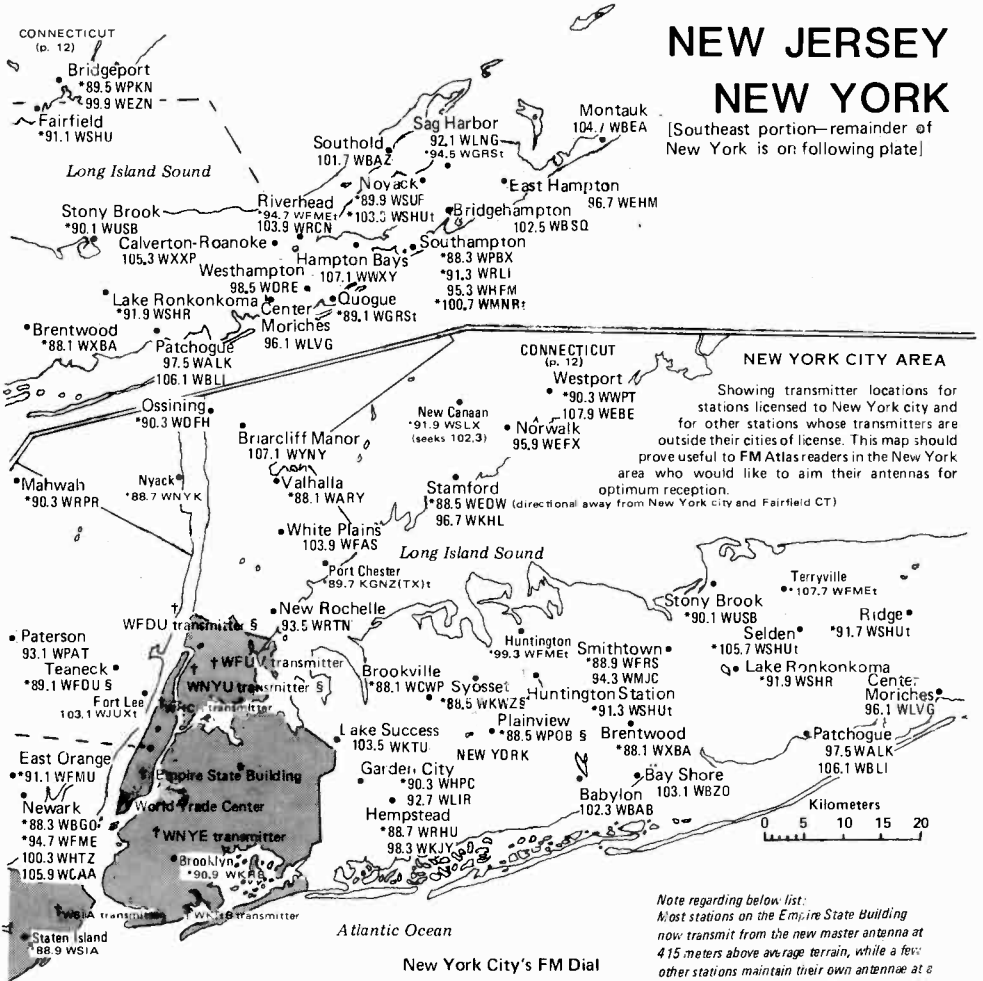 NEW JERSEY
NEW YORK
[Southeast portion—remainder of
New York is on following plate]
CONNECTICUT
(p. 12)
Bridgeport
*89.5 WPKN
99.9 WEZN
Fairfield
*91.1 WSHU
Long Island Sound
Montauk
104.7 WBEA
Sag Harbor
92.1 WLNG
*94.5 WGRSt
Southold
101.7 WBAZ
Noyack
*89.9 WSUF
*103.3 WSHUt
East Hampton
96.7 WEHM
Riverhead
*94.7 WFMEt
103.9 WRCN
Bridgehampton
102.5 WBSQ
Stony Brook
*90.1 WUSB
Calverton-Roanoke
105.3 WXXP
Hampton Bays
107.1 WWXY
Southampton
*88.3 WPBX
*91.3 WRLI
95.3 WHFM
*100.7 WMNRt
Westhampton
98.5 WDRE
Lake Ronkonkoma
*91.9 WSHR
Center
Moriches
96.1 WLVG
Quogue
*89.1 WGRSt
Brentwood
*88.1 WXBA
Patchogue
97.5 WALK
106.1 WBLI
NEW YORK CITY AREA
Showing transmitter locations for
stations licensed to New York city and
for other stations whose transmitters are
outside their cities of license. This map should
prove useful to FM Atlas readers in the New York
area who would like to aim their antennas for
optimum reception.
CONNECTICUT
(p. 12)
Westport
*90.3 WWPT
107.9 WEBE
Ossining
*90.3 WDFH
New Canaan
*91.9 WSLX
(seeks 102.3)
Norwalk
95.9 WEFX
Briarcliff Manor
107.1 WYNY
Mahwah
*90.3 WRPR
Nyack
*88.7 WNYK
Valhalla
*88.1 WARY
Stamford
*88.5 WEDW (directional away from New York city and Fairfield CT)
96.7 WKHL
White Plains
103.9 WFAS
Long Island Sound
Port Chester
*89.7 KGNZ(TX)t
New Rochelle
93.5 WRTN
Terryville
*107.7 WFMEt
Stony Brook
*90.1 WUSB
Ridge
*91.7 WSHUt
Selden
*105.7 WSHUt
†
WFDU transmitter §
Paterson
93.1 WPAT
Teaneck
*89.1 WFDU §
Fort Lee
103.1 WJUXt
† WFUV transmitter
† WNYU transmitter §
transmitter
Huntington
*99.3 WFMEt
Smithtown
*88.9 WFRS
94.3 WMJC
Lake Ronkonkoma
*91.9 WSHR
Center
Moriches
96.1 WLVG
Brookville
*88.1 WCWP
Syosset
*88.5 WKWZ§
Huntington Station
*91.3 WSHUt
Lake Success
103.5 WKTU
Plainview
*88.5 WPOB §
NEW YORK
Brentwood
*88.1 WXBA
Patchogue
97.5 WALK
106.1 WBLI
East Orange
*91.1 WFMU
† Empire State Building
Garden City
*90.3 WHPC
92.7 WLIR
Bay Shore
103.1 WBZO
Babylon
102.3 WBAB
Newark
*88.3 WBGO
*94.7 WFME
100.3 WHTZ
105.9 WCAA
World Trade Center
Hempstead
*88.7 WRHU
98.3 WKJY
† WNYE transmitter
Brooklyn
*90.9 WKRB
Kilometers
0 5 10 15 20
† WSIA transmitter
† WKRB transmitter
Staten Island
*88.9 WSIA
Atlantic Ocean
New York City's FM Dial
Note regarding below list:
Most stations on the Empire State Building
now transmit from the new master antenna at
415 meters above average terrain, while a few
other stations maintain their own antennae at